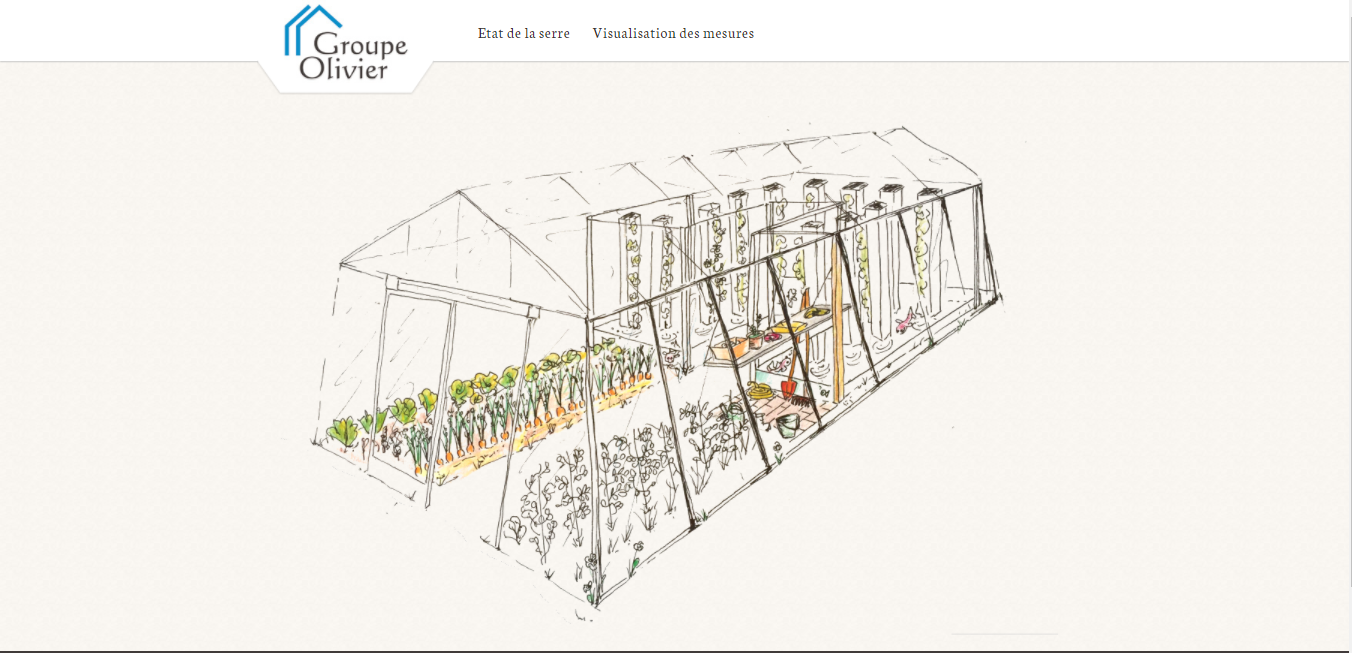 Groupe
Olivier
Etat de la serre
Visualisation des mesures